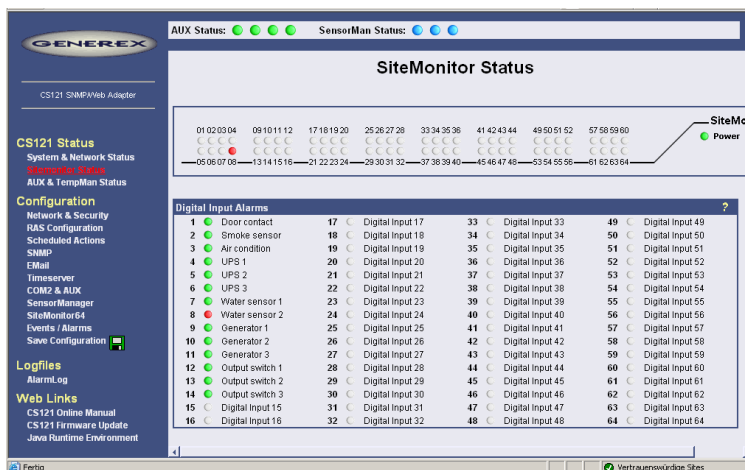 AUX Status: SensorMan Status:
GENEREX
CS121 SNMP/Web Adapter
SiteMonitor Status
01 02 03 04 09 10 11 12 17 18 19 20 25 26 27 28 33 34 35 36 41 42 43 44 49 50 51 52 57 58 59 60
05 06 07 08 13 14 15 16 21 22 23 24 29 30 31 32 37 38 39 40 45 46 47 48 53 54 55 56 61 62 63 64
SiteMo
Power
CS121 Status
System & Network Status
Sitemonitor Status
AUX & TempMan Status
Configuration
Network & Security
RAS Configuration
Scheduled Actions
SNMP
EMail
Timeserver
COM2 & AUX
SensorManager
SiteMonitor64
Events / Alarms
Save Configuration
Logfiles
AlarmLog
Web Links
CS121 Online Manual
CS121 Firmware Update
Java Runtime Environment
Digital Input Alarms ?
1 Door contact 17 Digital Input 17 33 Digital Input 33 49 Digital Input 49
2 Smoke sensor 18 Digital Input 18 34 Digital Input 34 50 Digital Input 50
3 Air condition 19 Digital Input 19 35 Digital Input 35 51 Digital Input 51
4 UPS 1 20 Digital Input 20 36 Digital Input 36 52 Digital Input 52
5 UPS 2 21 Digital Input 21 37 Digital Input 37 53 Digital Input 53
6 UPS 3 22 Digital Input 22 38 Digital Input 38 54 Digital Input 54
7 Water sensor 1 23 Digital Input 23 39 Digital Input 39 55 Digital Input 55
8 Water sensor 2 24 Digital Input 24 40 Digital Input 40 56 Digital Input 56
9 Generator 1 25 Digital Input 25 41 Digital Input 41 57 Digital Input 57
10 Generator 2 26 Digital Input 26 42 Digital Input 42 58 Digital Input 58
11 Generator 3 27 Digital Input 27 43 Digital Input 43 59 Digital Input 59
12 Output switch 1 28 Digital Input 28 44 Digital Input 44 60 Digital Input 60
13 Output switch 2 29 Digital Input 29 45 Digital Input 45 61 Digital Input 61
14 Output switch 3 30 Digital Input 30 46 Digital Input 46 62 Digital Input 62
15 Digital Input 15 31 Digital Input 31 47 Digital Input 47 63 Digital Input 63
16 Digital Input 16 32 Digital Input 32 48 Digital Input 48 64 Digital Input 64
Fertig Vertrauenswürdige Sites